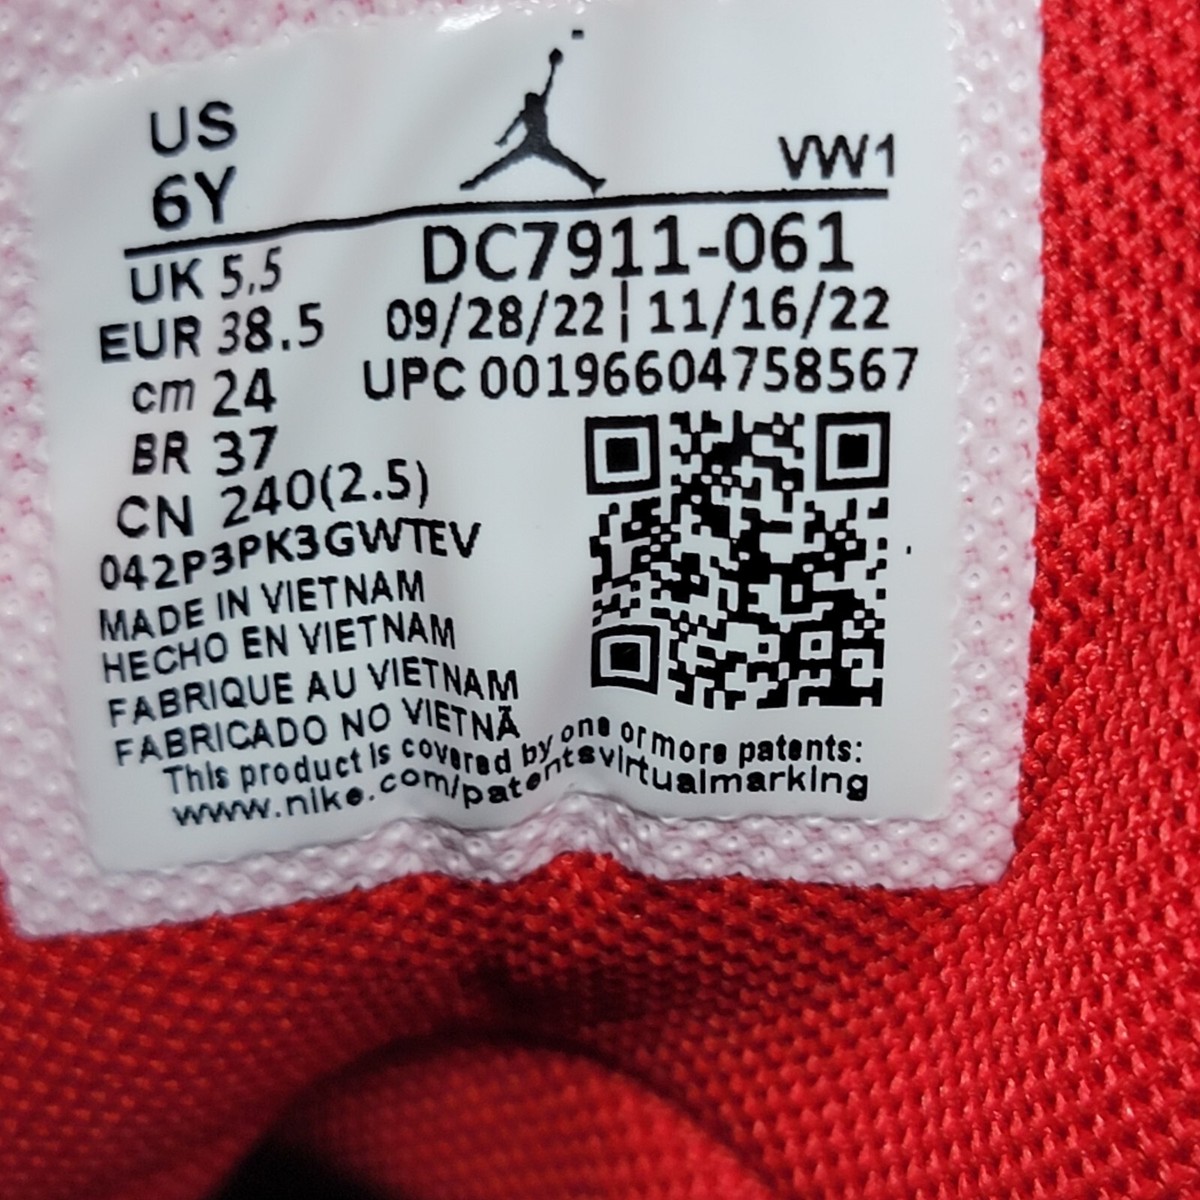 US
6Y
VW1
UK 5.5
EUR 38.5
cm 24
BR 37
CN 240(2.5)
DC7911-061
09/28/22 | 11/16/22
UPC 00196604758567
042P3PK3GWTEV
MADE IN VIETNAM
HECHO EN VIETNAM
FABRIQUE AU VIETNAM
FABRICADO NO VIETNÃ
This product is covered by one or more patents:
www.nike.com/patentsvirtualmarking